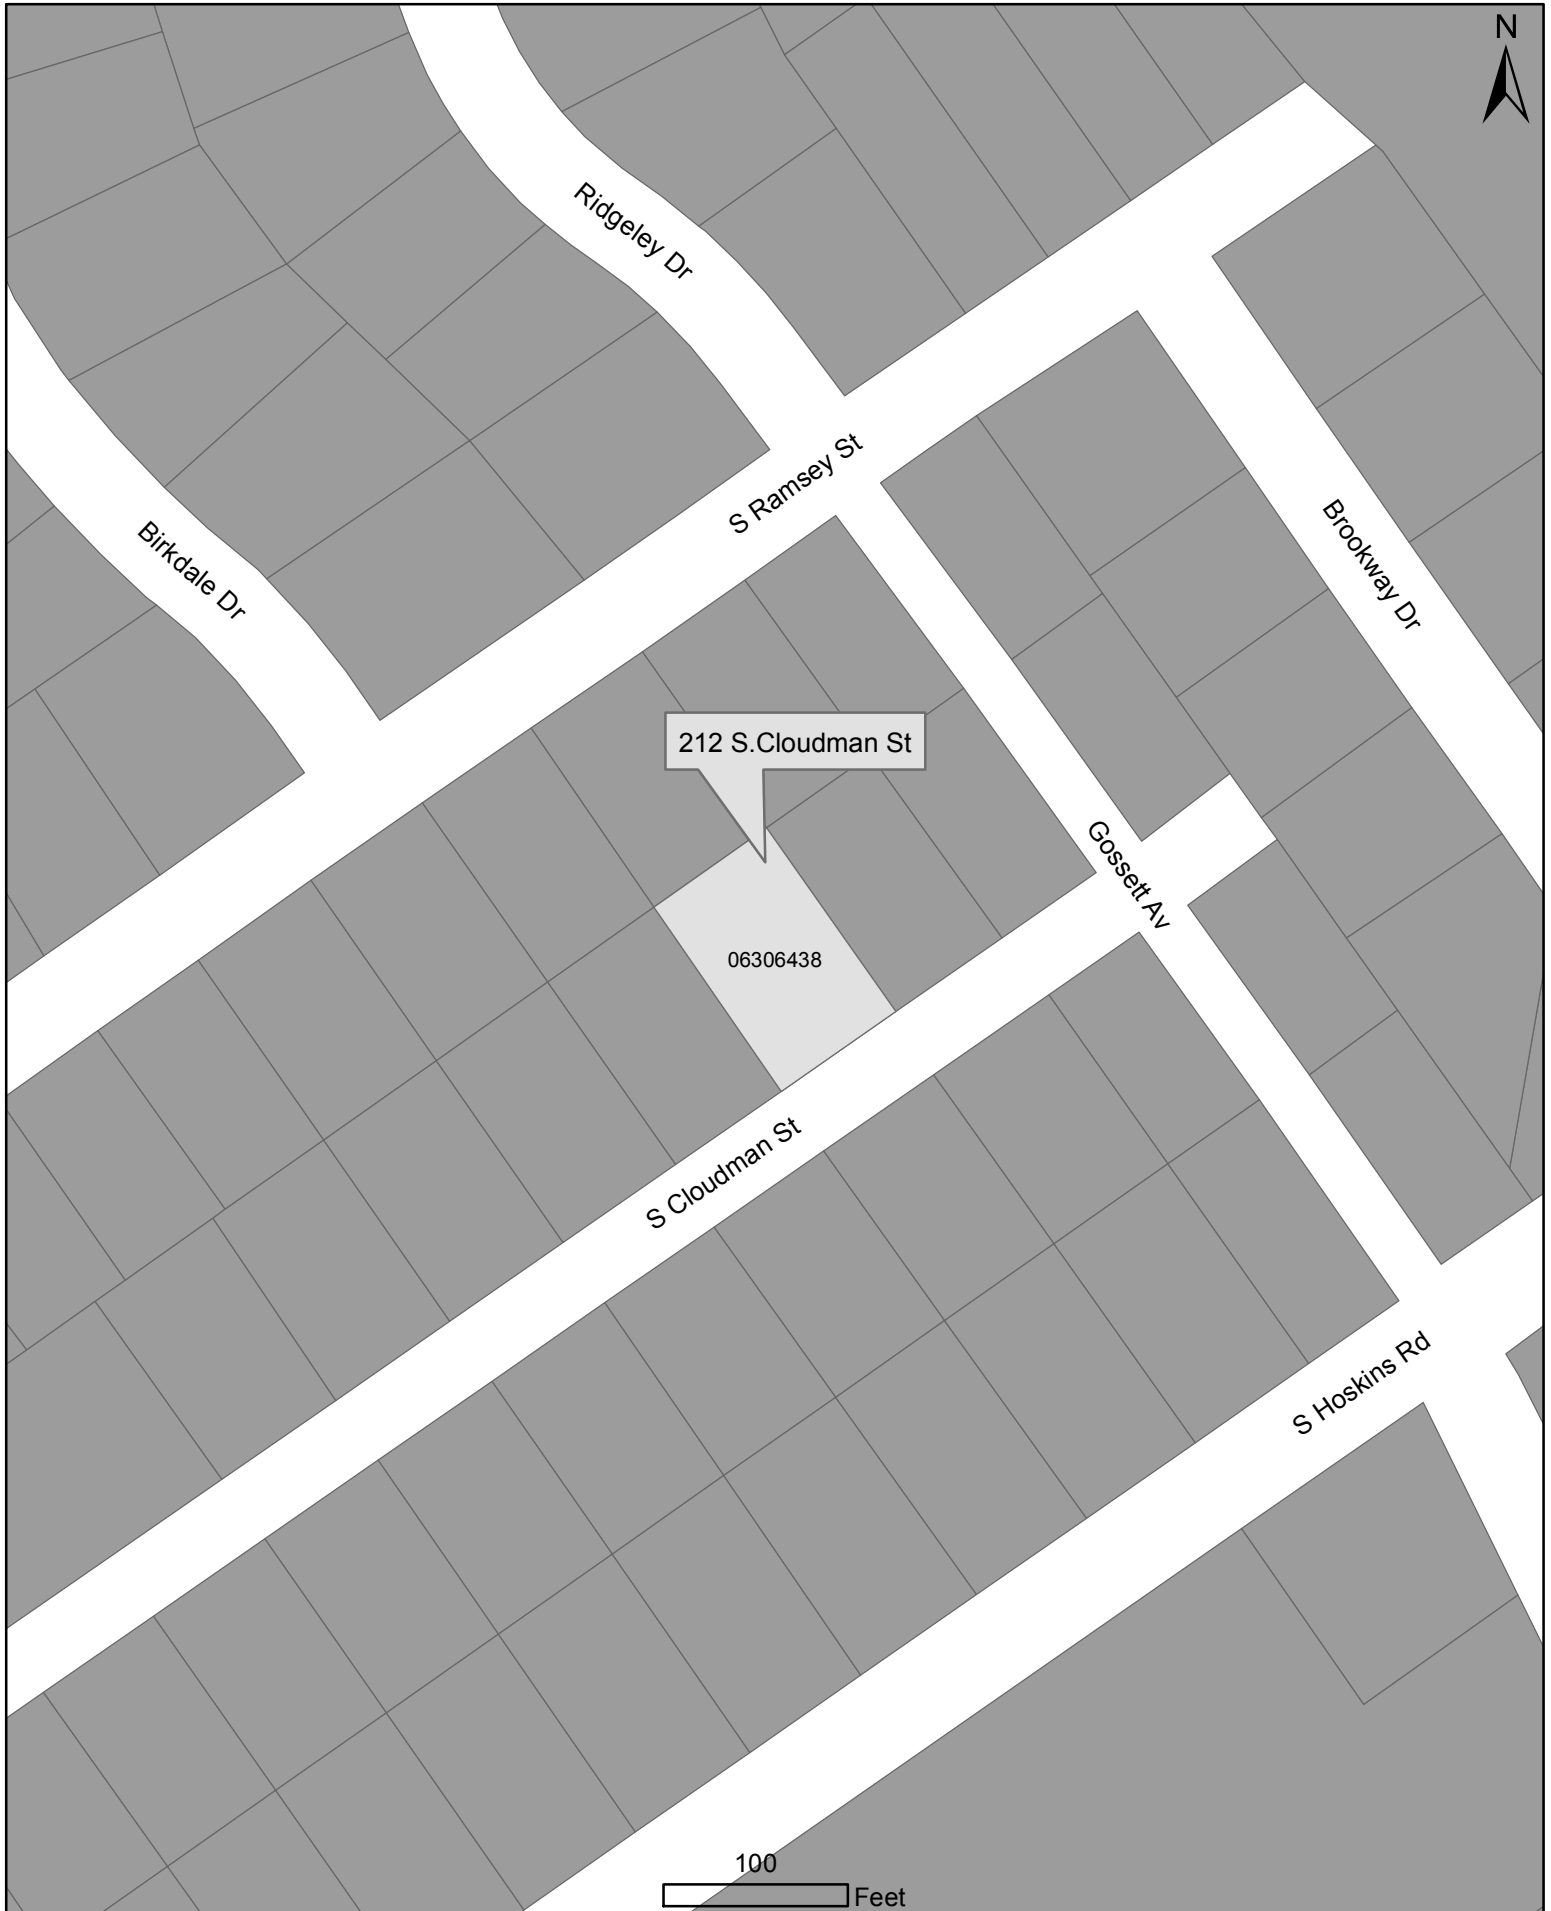 N
Ridgeley Dr
S Ramsey St
Birkdale Dr
Brookway Dr
212 S.Cloudman St
Gossett Av
06306438
S Cloudman St
S Hoskins Rd
100
Feet